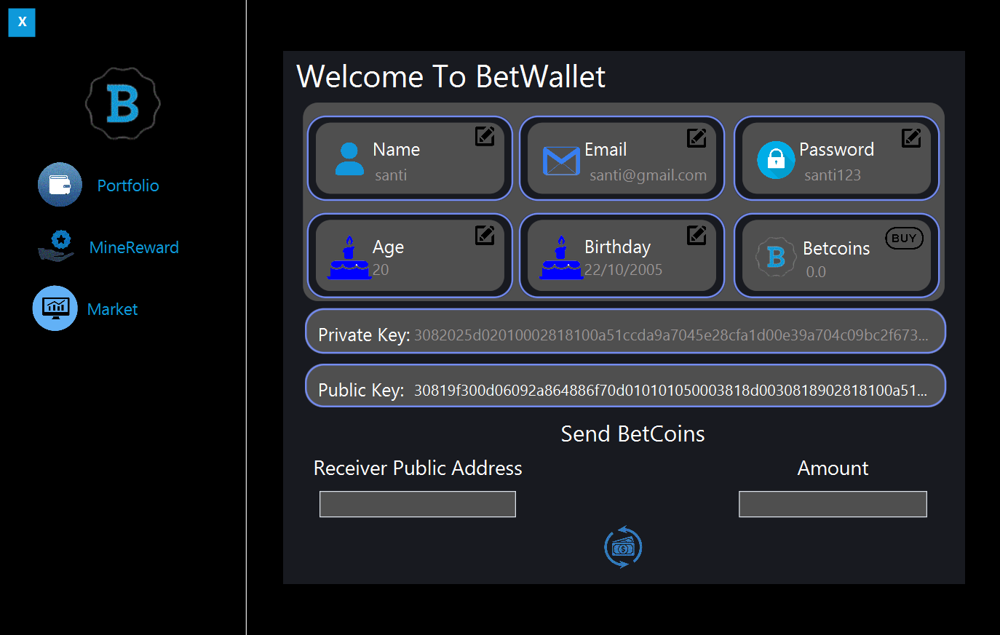 X
B
Portfolio
MineReward
Market
Welcome To BetWallet
Name
santi
Email
santi@gmail.com
Password
santi123
Age
20
Birthday
22/10/2005
Betcoins
BUY
B
0.0
Private Key: 3082025d02010002818100a51ccda9a7045e28cfa1d00e39a704c09bc2f673...
Public Key: 30819f300d06092a864886f70d010101050003818d0030818902818100a51...
Send BetCoins
Receiver Public Address
Amount